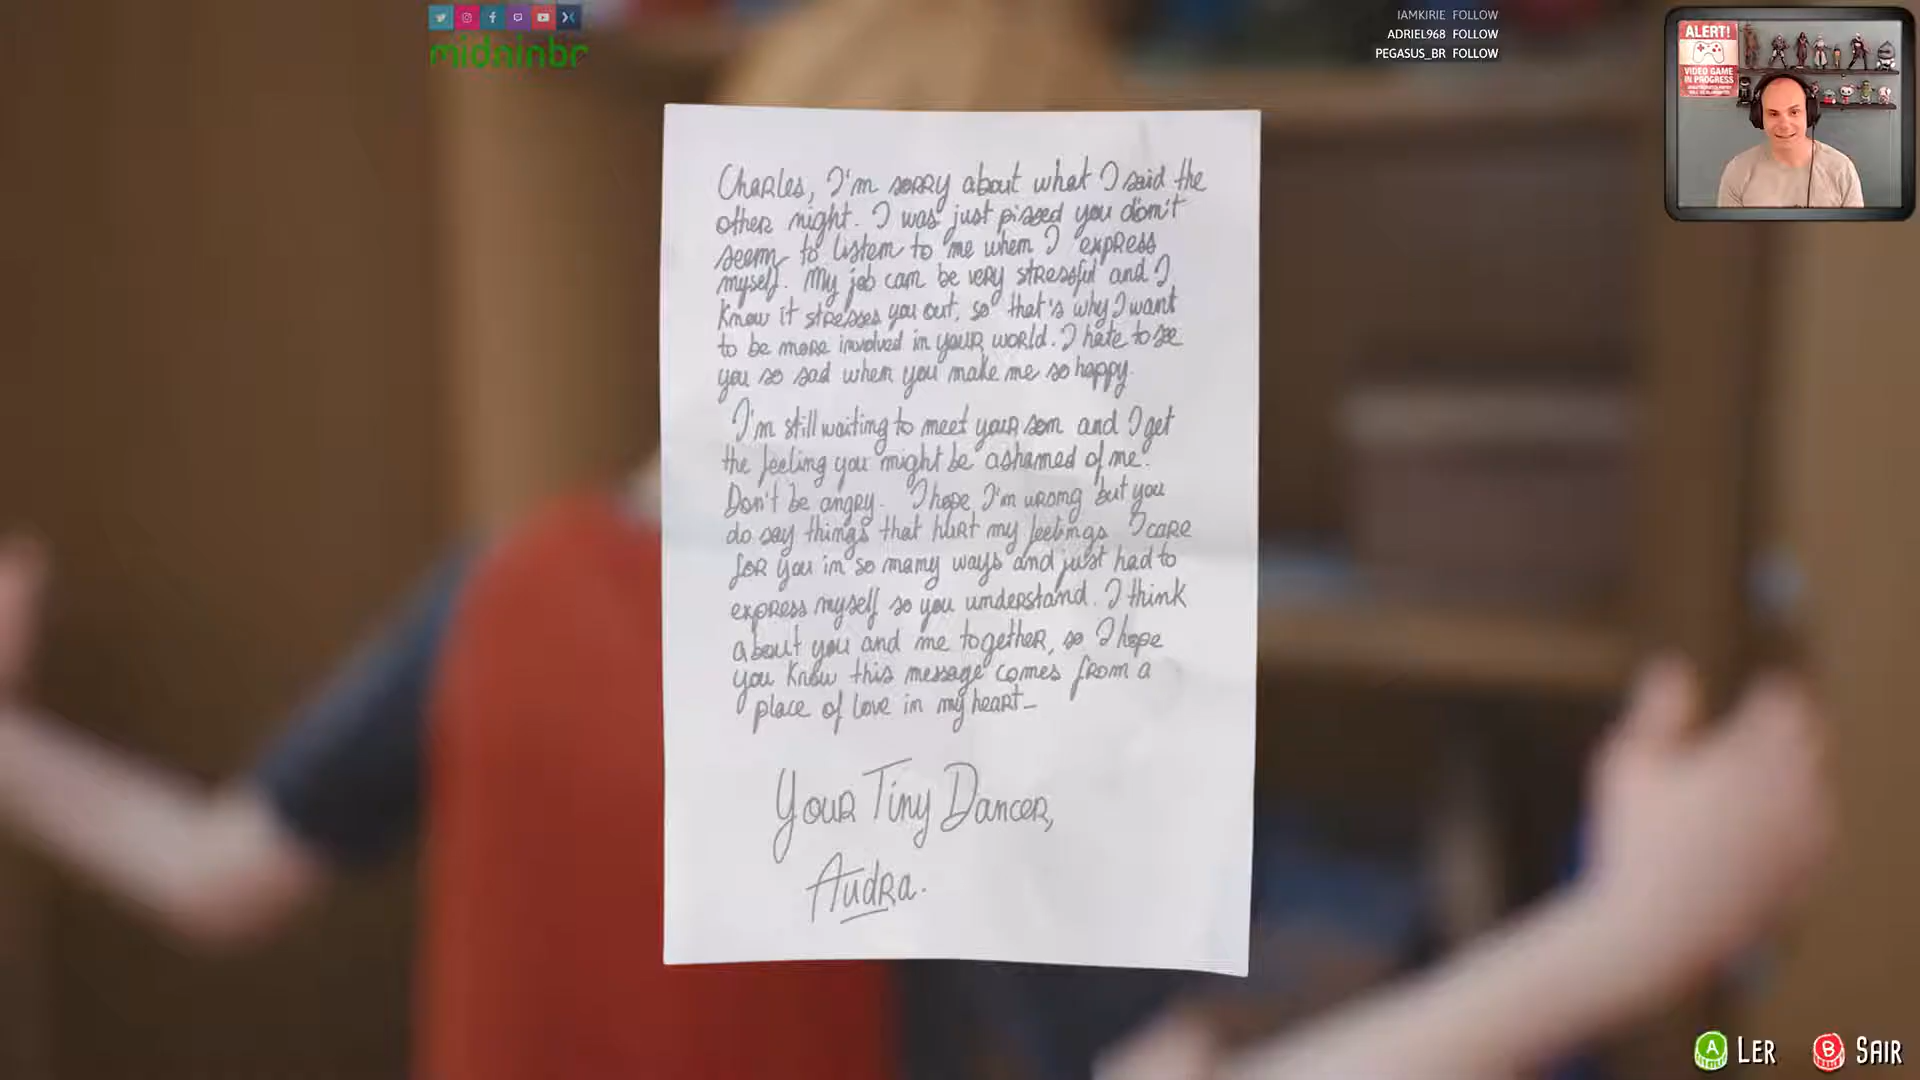 midninbr
IAMKIRIE FOLLOW
ADRIEL968 FOLLOW
PEGASUS_BR FOLLOW
ALERT!
VIDEO GAME
IN PROGRESS
Charles, I'm sorry about what I said the
other night. I was just pissed you don't
seem to listen to me when I express
myself. My job can be very stressful and I
know it stresses you out, so that's why I want
to be more involved in your world. I hate to see
you so sad when you make me so happy.
I'm still waiting to meet your son and I get
the feeling you might be ashamed of me.
Don't be angry. I hope I'm wrong but you
do say things that hurt my feelings. I care
for you in so many ways and just had to
express myself so you understand. I think
about you and me together, so I hope
you know this message comes from a
place of love in my heart_
Your Tiny Dancer,
Audra.
A LER B SAIR